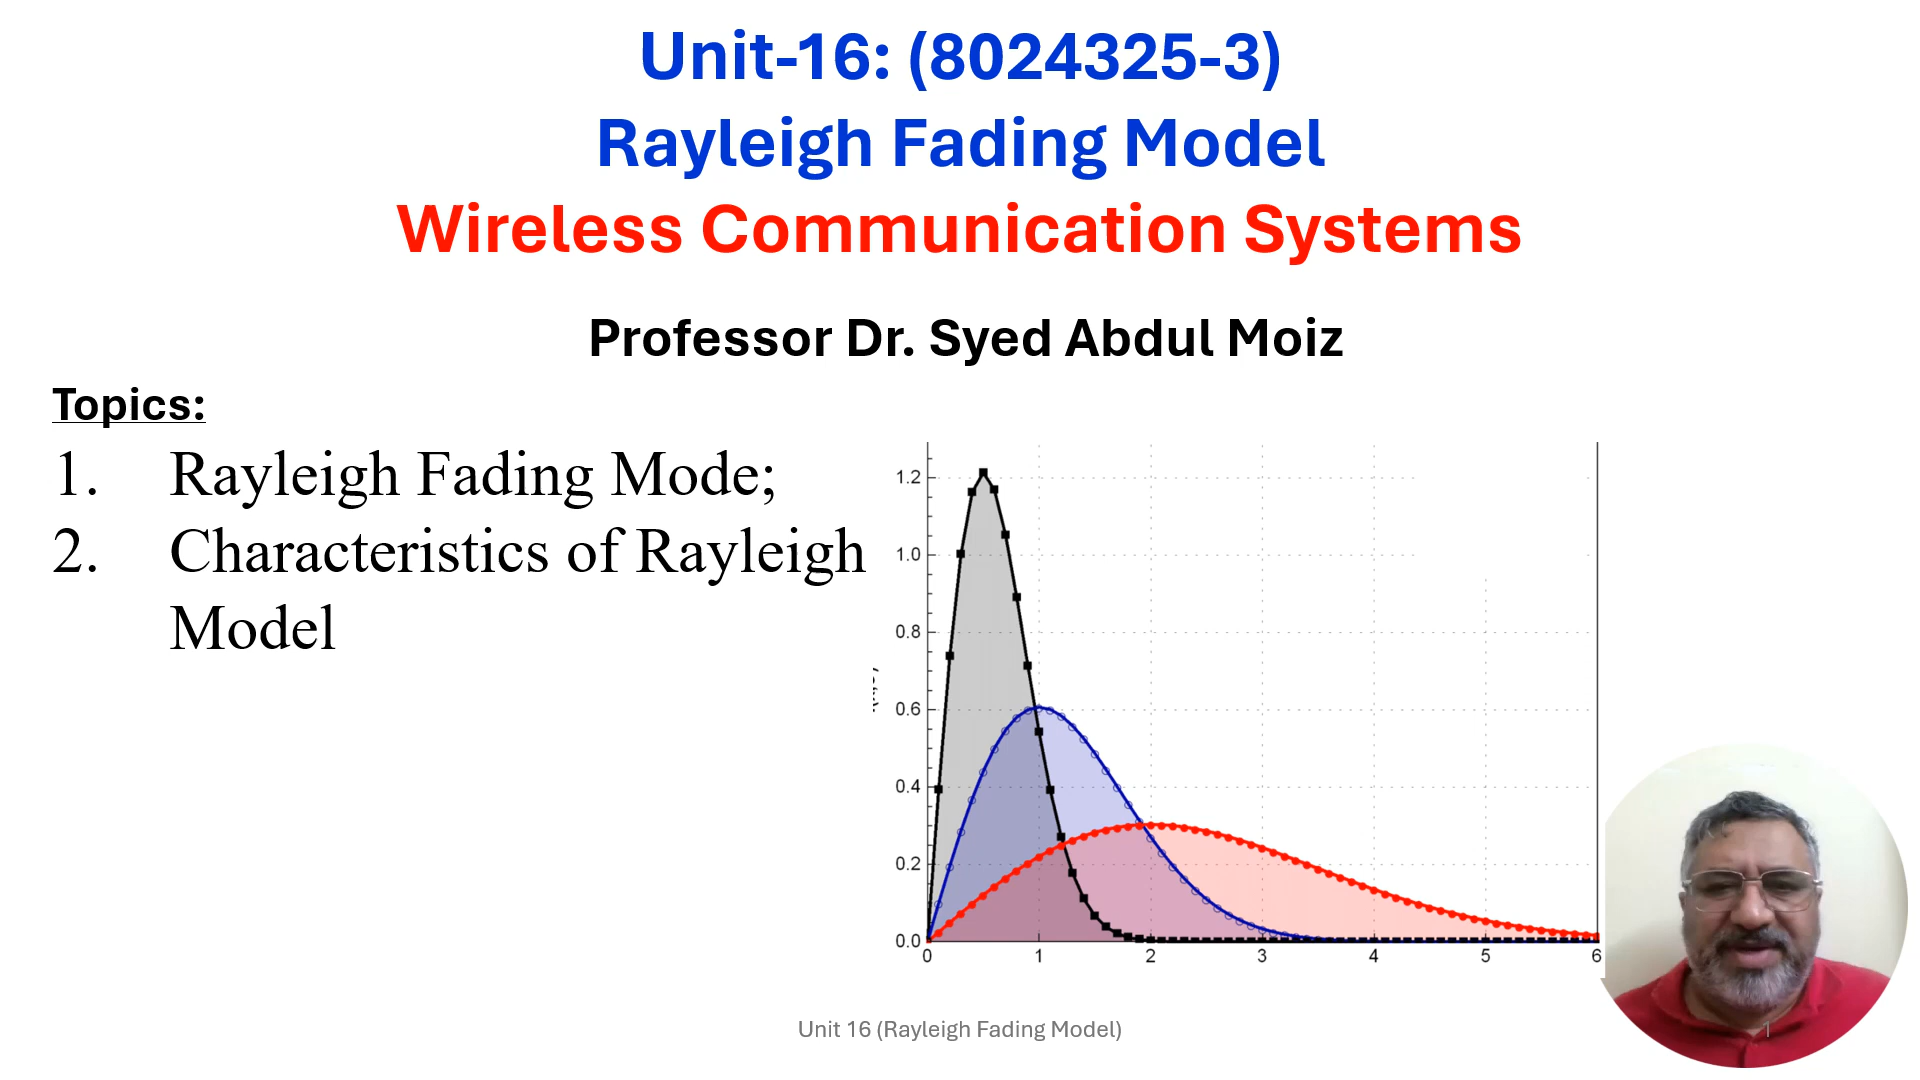 Unit-16: (8024325-3)
Rayleigh Fading Model
Wireless Communication Systems
Professor Dr. Syed Abdul Moiz
Topics:
1. Rayleigh Fading Mode;
2. Characteristics of Rayleigh
Model
1.2
1.0
0.8
0.6
0.4
0.2
0.0
0 1 2 3 4 5 6
Unit 16 (Rayleigh Fading Model)
1